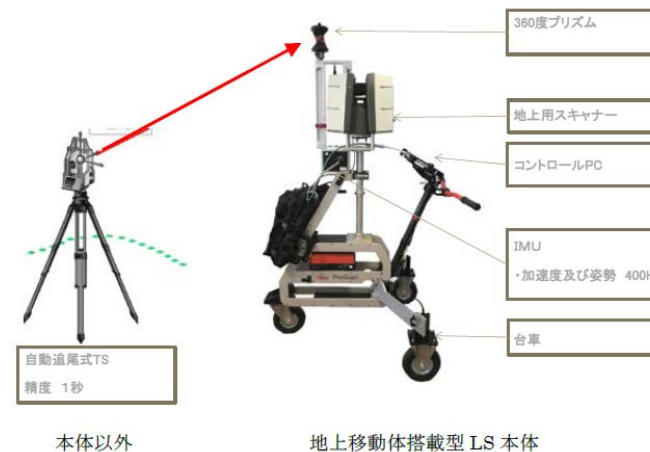 360度プリズム
地上用スキャナー
コントロールPC
IMU
・加速度及び姿勢 400H
台車
自動追尾式TS
精度 1秒
ProScan
本体以外
地上移動体搭載型 LS 本体